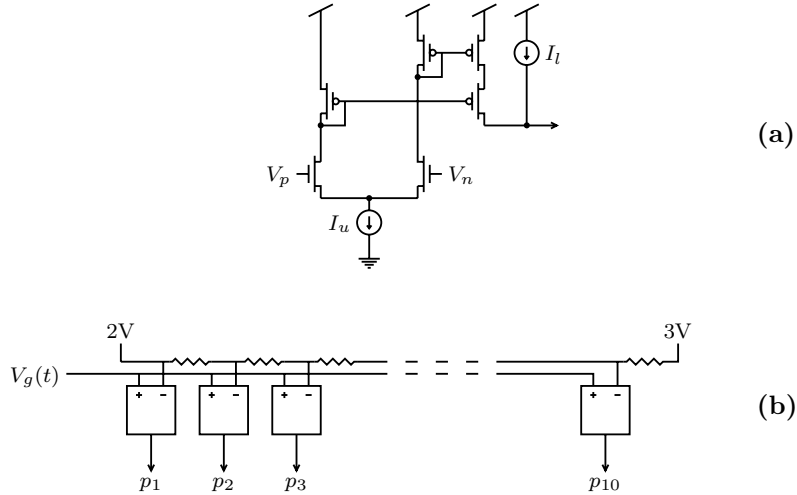 I_l
(a)
V_p
V_n
I_u
2V
3V
V_g(t)
+ − + − + − + −
(b)
p_1 p_2 p_3 p_10